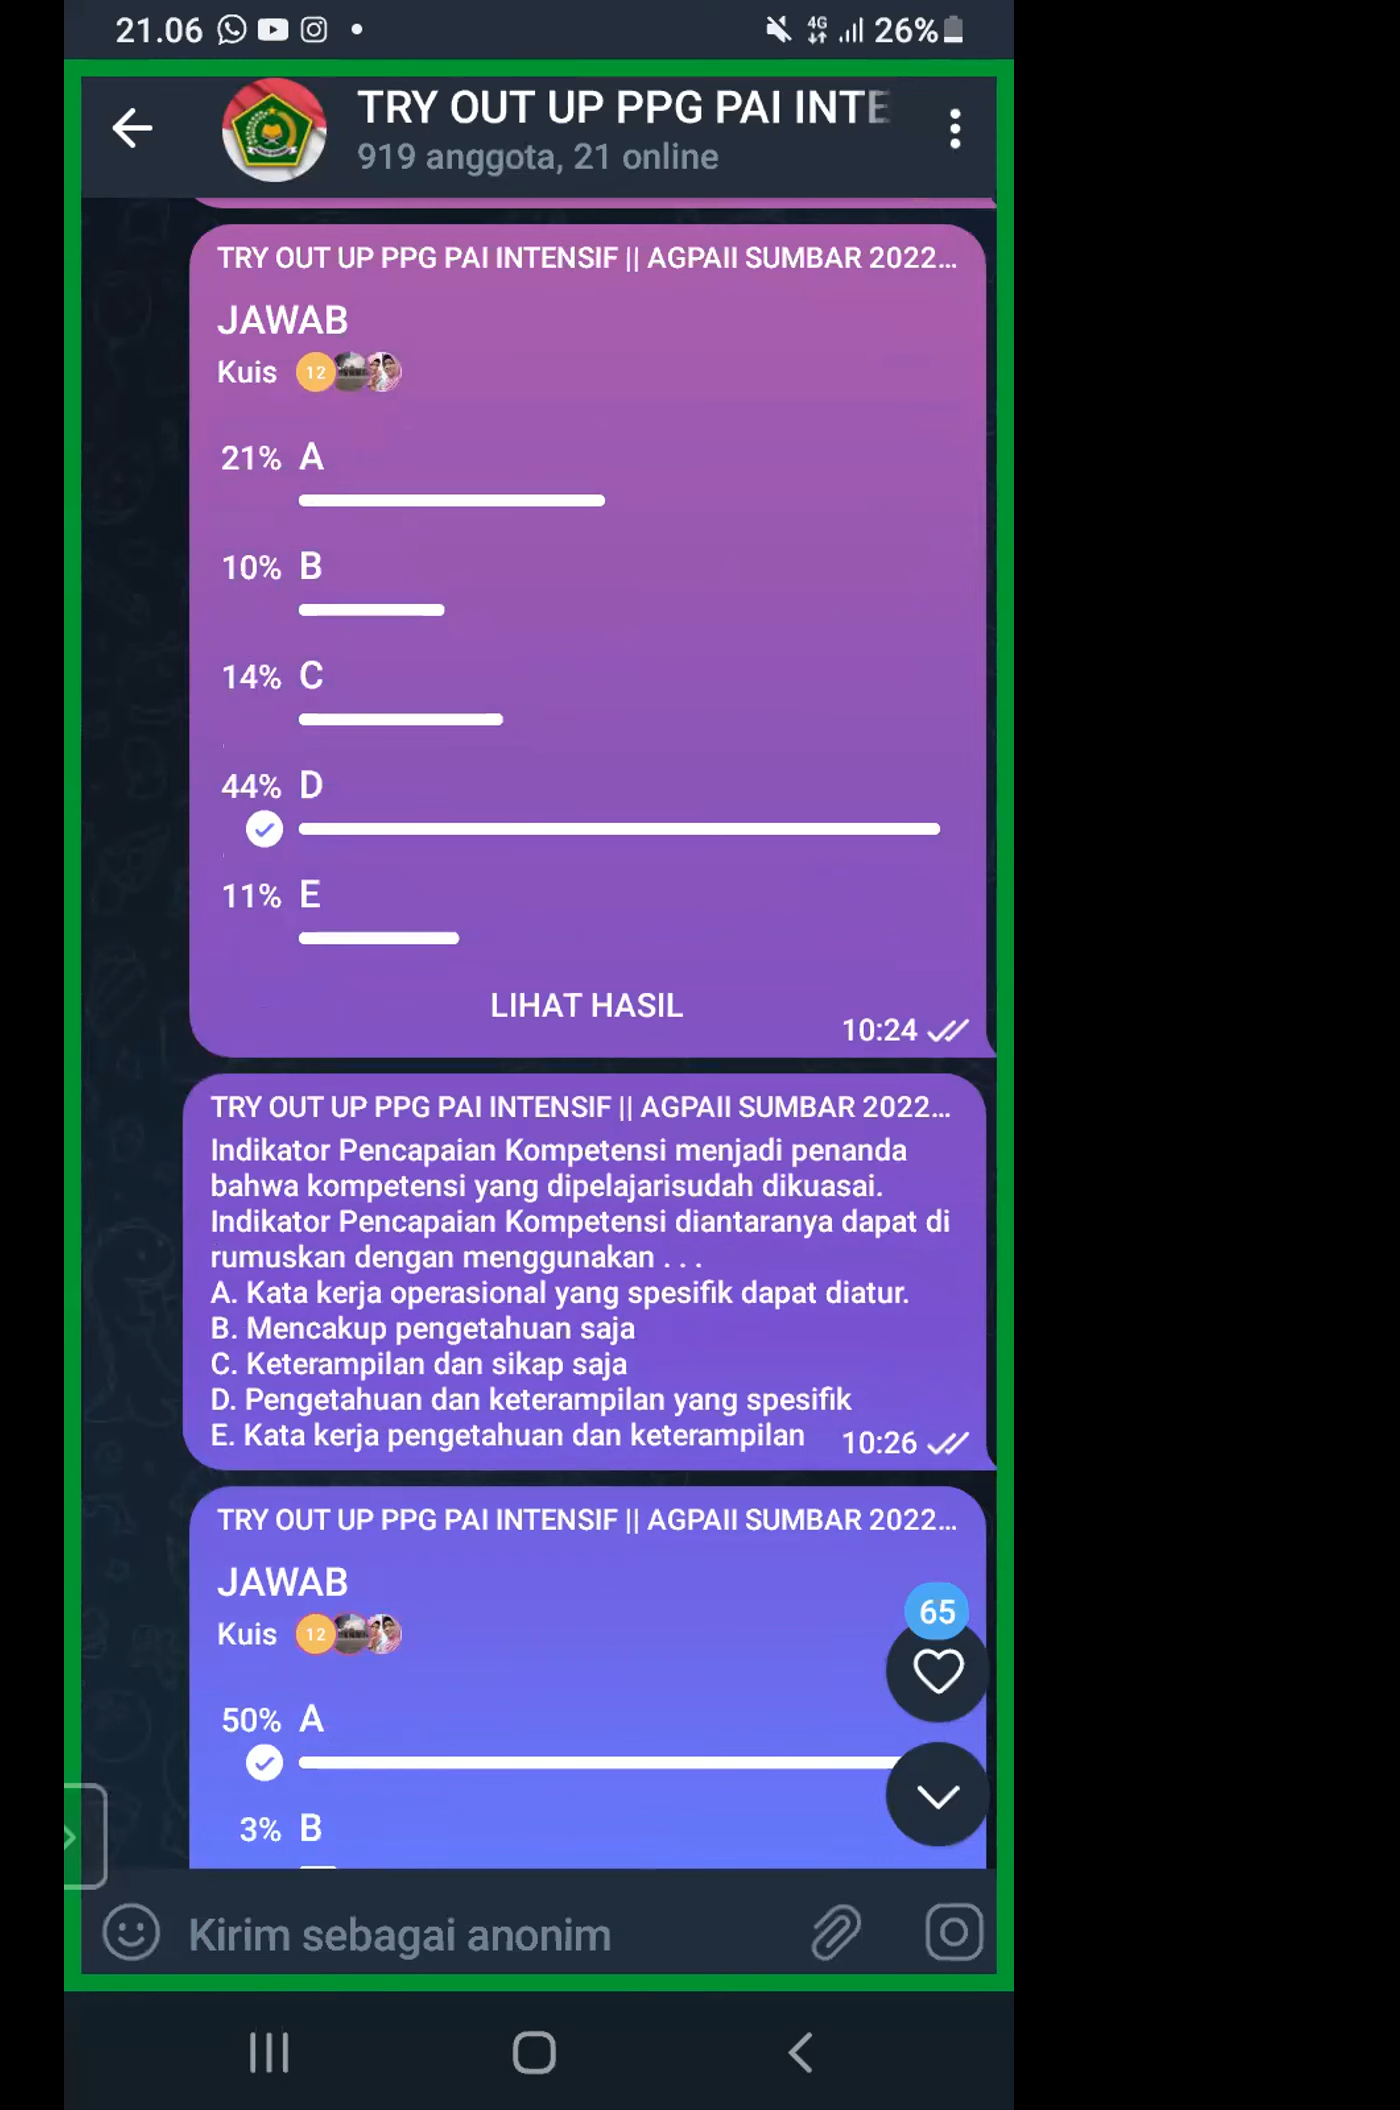 21.06
4G
26%
TRY OUT UP PPG PAI INTE
919 anggota, 21 online
TRY OUT UP PPG PAI INTENSIF || AGPAII SUMBAR 2022...
JAWAB
Kuis 12
21% A
10% B
14% C
44% D
11% E
LIHAT HASIL
10:24
TRY OUT UP PPG PAI INTENSIF || AGPAII SUMBAR 2022...
Indikator Pencapaian Kompetensi menjadi penanda
bahwa kompetensi yang dipelajarisudah dikuasai.
Indikator Pencapaian Kompetensi diantaranya dapat di
rumuskan dengan menggunakan . . .
A. Kata kerja operasional yang spesifik dapat diatur.
B. Mencakup pengetahuan saja
C. Keterampilan dan sikap saja
D. Pengetahuan dan keterampilan yang spesifik
E. Kata kerja pengetahuan dan keterampilan
10:26
TRY OUT UP PPG PAI INTENSIF || AGPAII SUMBAR 2022...
JAWAB
Kuis 12
65
50% A
3% B
Kirim sebagai anonim